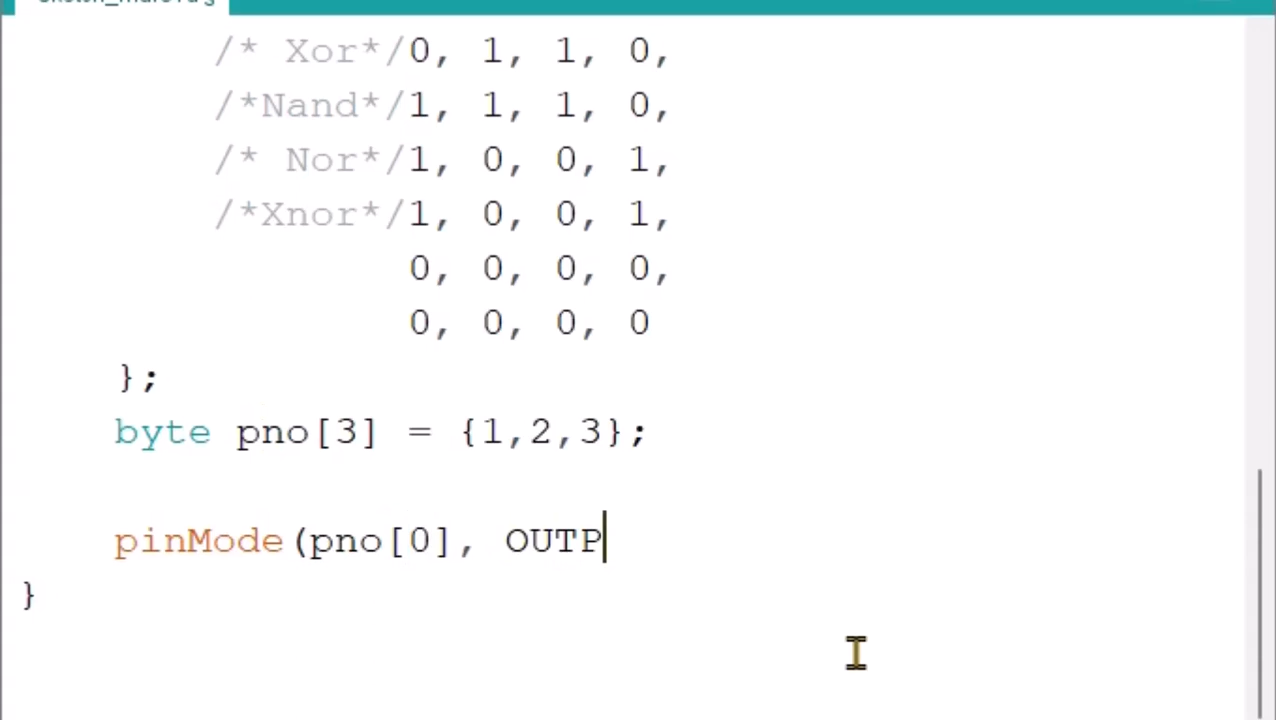 /* Xor*/0, 1, 1, 0,
/*Nand*/1, 1, 1, 0,
/* Nor*/1, 0, 0, 1,
/*Xnor*/1, 0, 0, 1,
0, 0, 0, 0,
0, 0, 0, 0
};
byte pno[3] = {1,2,3};
pinMode(pno[0], OUTP
}